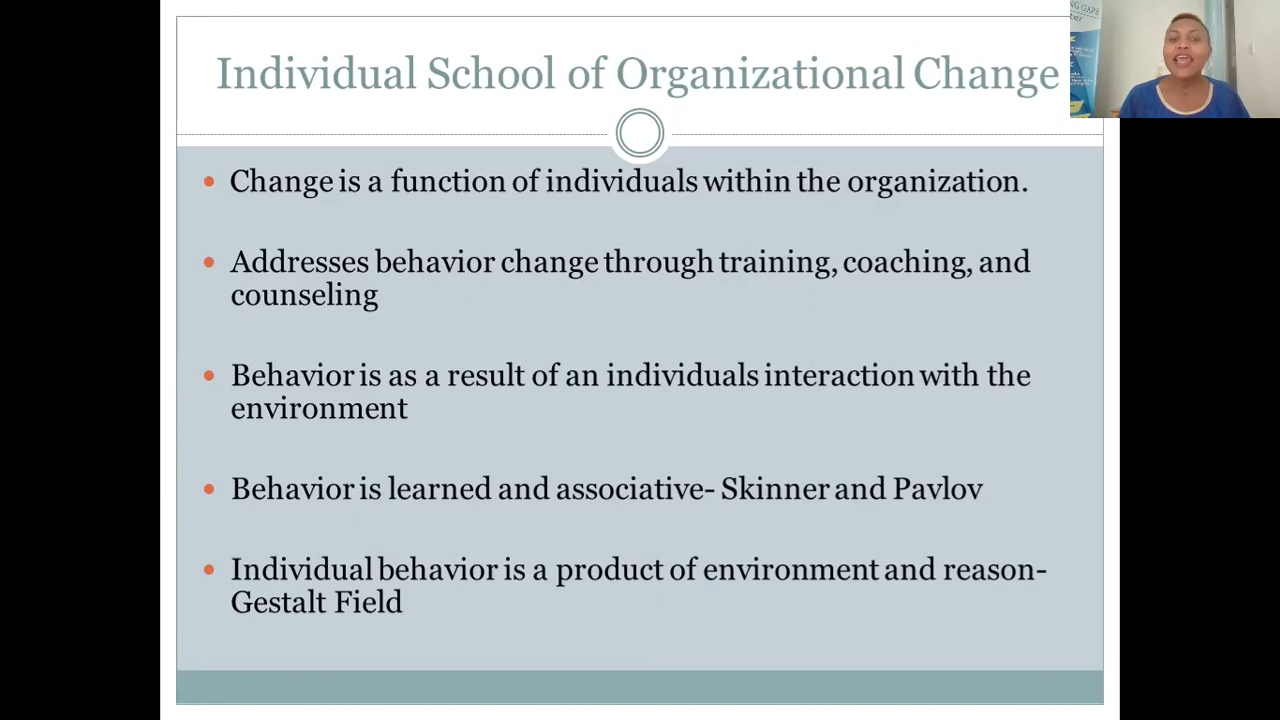 Individual School of Organizational Change
NG GAPS
• Change is a function of individuals within the organization.
• Addresses behavior change through training, coaching, and
counseling
• Behavior is as a result of an individuals interaction with the
environment
• Behavior is learned and associative- Skinner and Pavlov
• Individual behavior is a product of environment and reason-
Gestalt Field